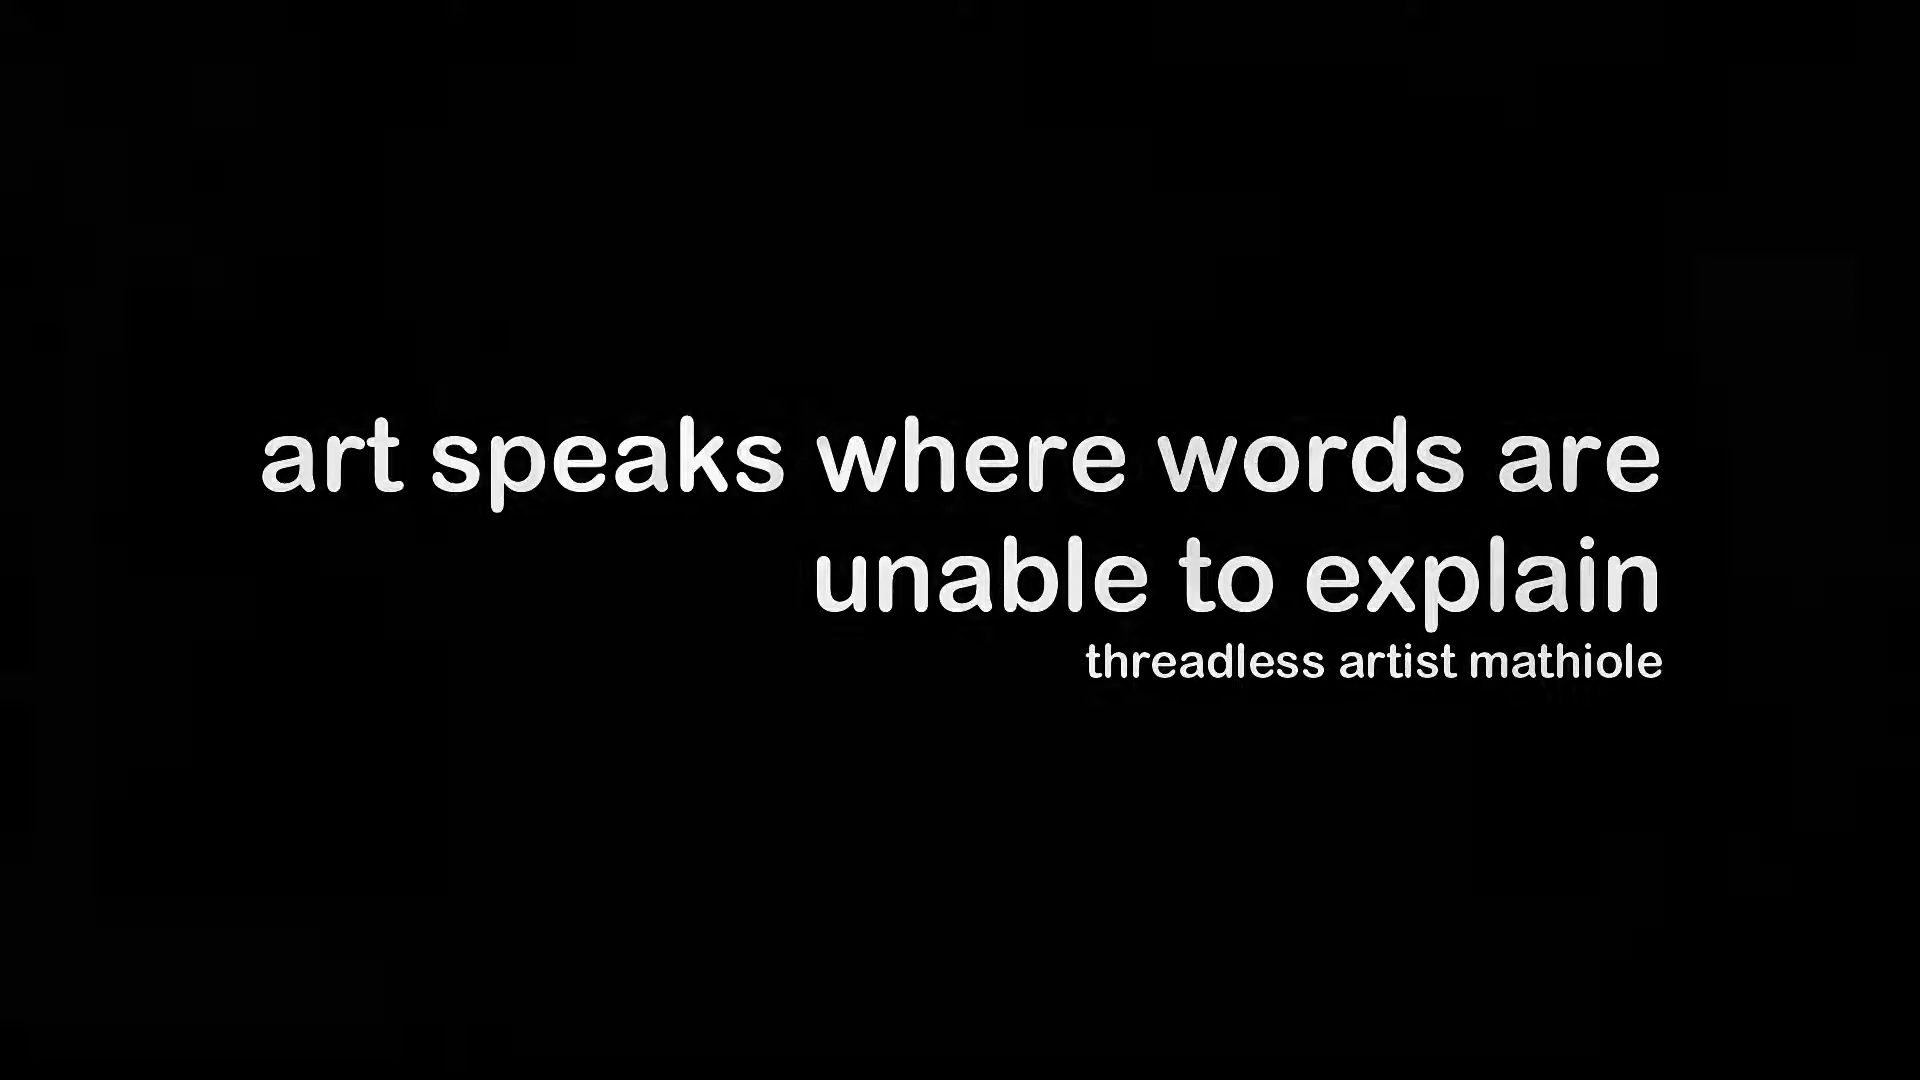 art speaks where words are
unable to explain
threadless artist mathiole